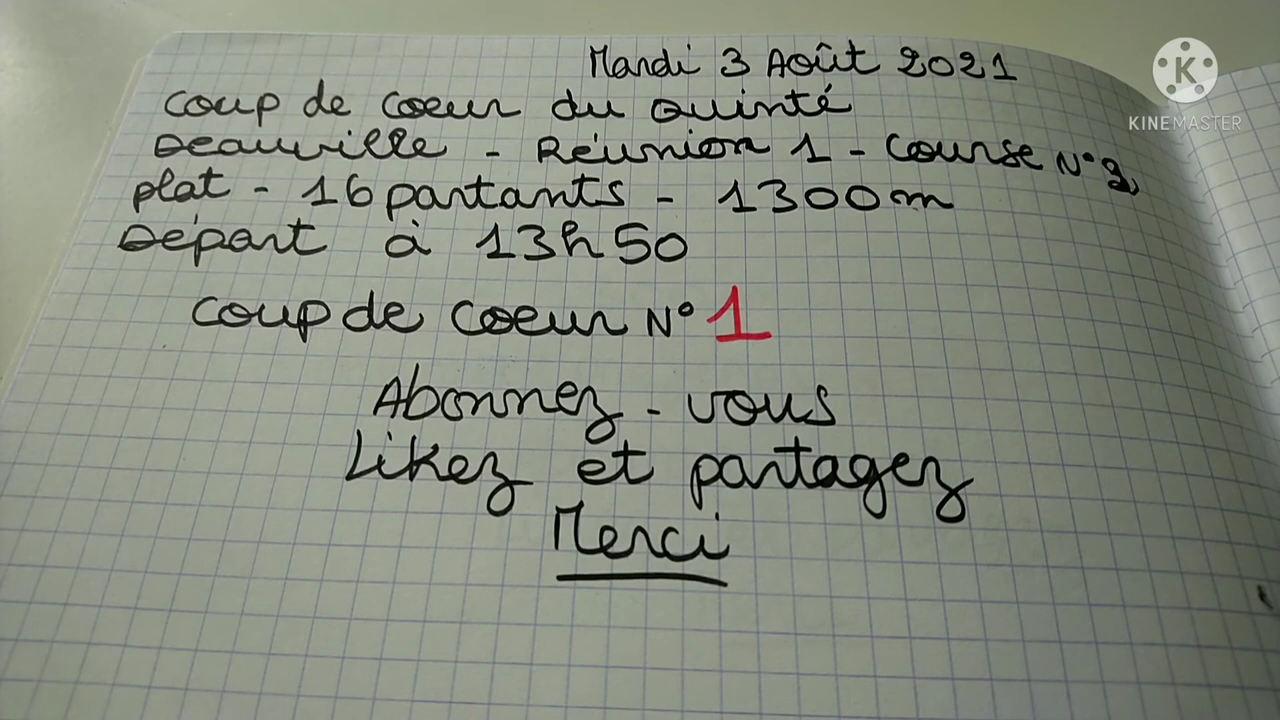 Mardi 3 Août 2021
Coup de coeur du Quinté
Deauville - Réunion 1 - Course N° 2
plat - 16 partants - 1300m
Départ à 13h50
Coup de coeur N° 1
Abonnez-vous
Likez et partagez
Merci
K
KINEMASTER